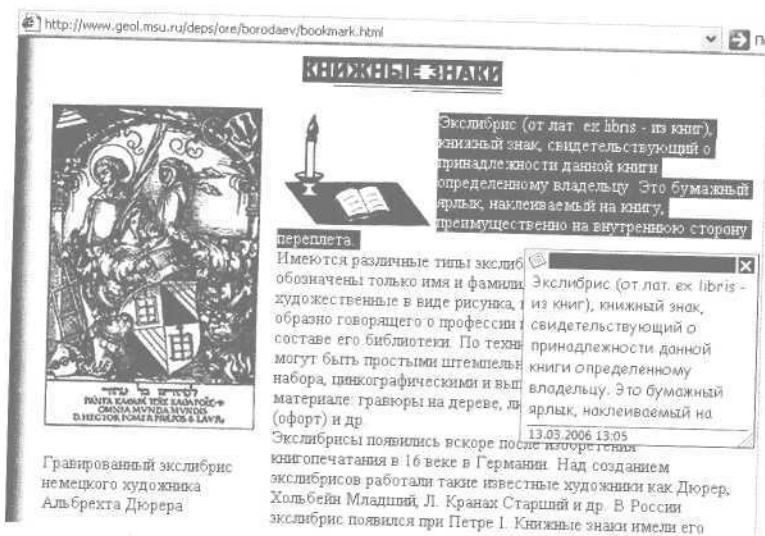 http://www.geol.msu.ru/deps/ore/borodaev/bookmark.html
КНИЖНЫЕ ЗНАКИ
Экслибрис (от лат. ex libris - из книг),
книжный знак, свидетельствующий о
принадлежности данной книги
определенному владельцу. Это бумажный
ярлык, наклеиваемый на книгу,
преимущественно на внутреннюю сторону
переплета.
Имеются различные типы экслиб
обозначены только имя и фамили
художественные в виде рисунка,
образно говорящего о профессии
составе его библиотеки. По техн
могут быть простыми штемпельн
набора, цинкографическими и вып
материале: гравюры на дереве, ли
(офорт) и др
Экслибрисы появились вскоре после изобретения
книгопечатания в 16 веке в Германии. Над созданием
экслибрисов работали такие известные художники как Дюрер,
Хольбейн Младший, Л. Кранах Старший и др. В России
экслибрис появился при Петре I. Книжные знаки имели его
Экслибрис (от лат. ex libris -
из книг), книжный знак,
свидетельствующий о
принадлежности данной
книги определенному
владельцу. Это бумажный
ярлык, наклеиваемый на
13.03.2006 13:05
OMNIA MVNDA MVNDIS
Гравированный экслибрис
немецкого художника
Альбрехта Дюрера